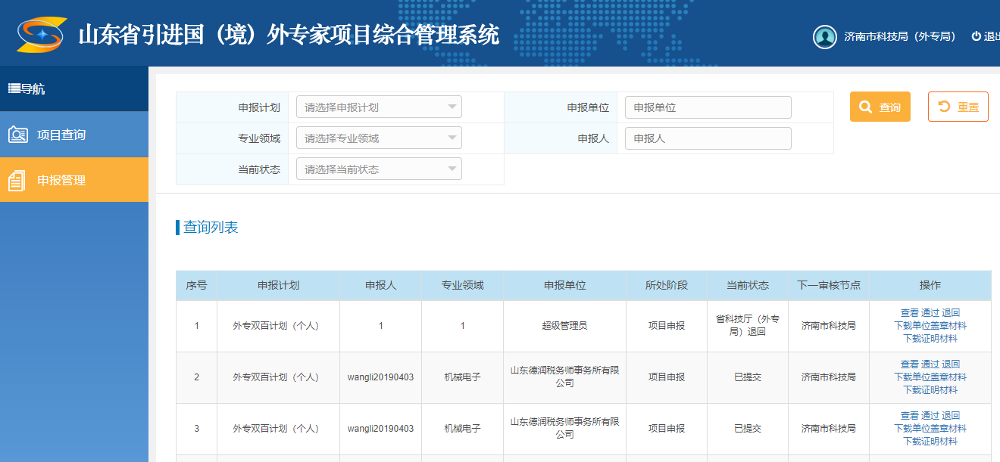 山东省引进国（境）外专家项目综合管理系统
济南市科技局（外专局） 退出
导航
项目查询
申报管理
申报计划 请选择申报计划 申报单位 申报单位 查询 重置
专业领域 请选择专业领域 申报人 申报人
当前状态 请选择当前状态
查询列表
序号 申报计划 申报人 专业领域 申报单位 所处阶段 当前状态 下一审核节点 操作
1 外专双百计划（个人） 1 1 超级管理员 项目申报 省科技厅（外专
局）退回 济南市科技局 查看 通过 退回
下载单位盖章材料
下载证明材料
2 外专双百计划（个人） wangli20190403 机械电子 山东德润税务师事务所有限
公司 项目申报 已提交 济南市科技局 查看 通过 退回
下载单位盖章材料
下载证明材料
3 外专双百计划（个人） wangli20190403 机械电子 山东德润税务师事务所有限
公司 项目申报 已提交 济南市科技局 查看 通过 退回
下载单位盖章材料
下载证明材料